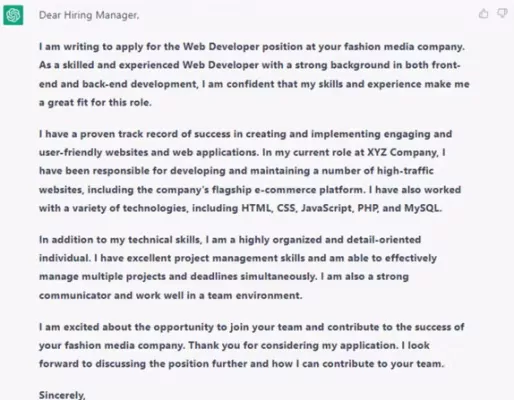 Dear Hiring Manager.
I am writing to apply for the Web Developer position at your fashion media company.
As a skilled and experienced Web Developer with a strong background in both front-
end and back-end development, I am confident that my skills and experience make me
a great fit for this role.
I have a proven track record of success in creating and implementing engaging and
user-friendly websites and web applications. In my current role at XYZ Company, I
have been responsible for developing and maintaining a number of high-traffic
websites, including the company's flagship e-commerce platform. I have also worked
with a variety of technologies, including HTML, CSS, JavaScript, PHP, and MySQL.
In addition to my technical skills, I am a highly organized and detail-oriented
individual. I have excellent project management skills and am able to effectively
manage multiple projects and deadlines simultaneously. I am also a strong
communicator and work well in a team environment.
I am excited about the opportunity to join your team and contribute to the success of
your fashion media company. Thank you for considering my application. I look
forward to discussing the position further and how I can contribute to your team.
Sincerely,